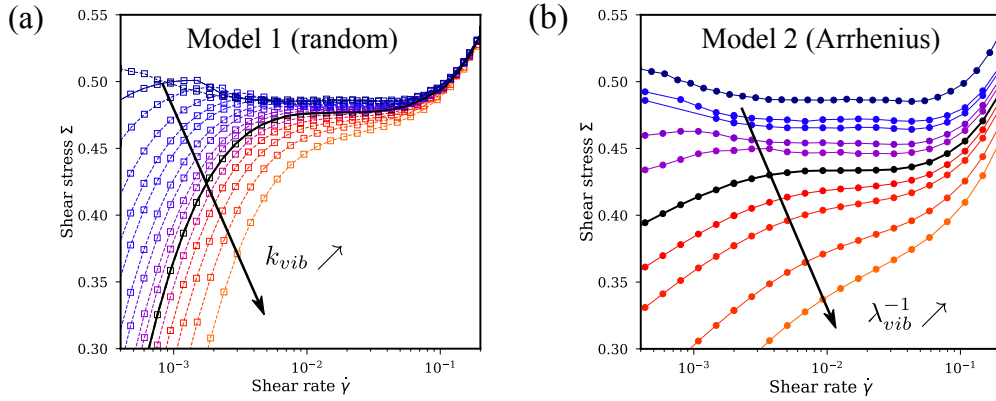 (a)
Model 1 (random)
Shear stress Σ
0.50
0.45
0.40
0.35
0.30
k_vib ↗
10⁻³
10⁻²
10⁻¹
Shear rate γ̇
(b)
Model 2 (Arrhenius)
Shear stress Σ
0.55
0.50
0.45
0.40
0.35
0.30
λ_vib⁻¹ ↗
10⁻³
10⁻²
10⁻¹
Shear rate γ̇